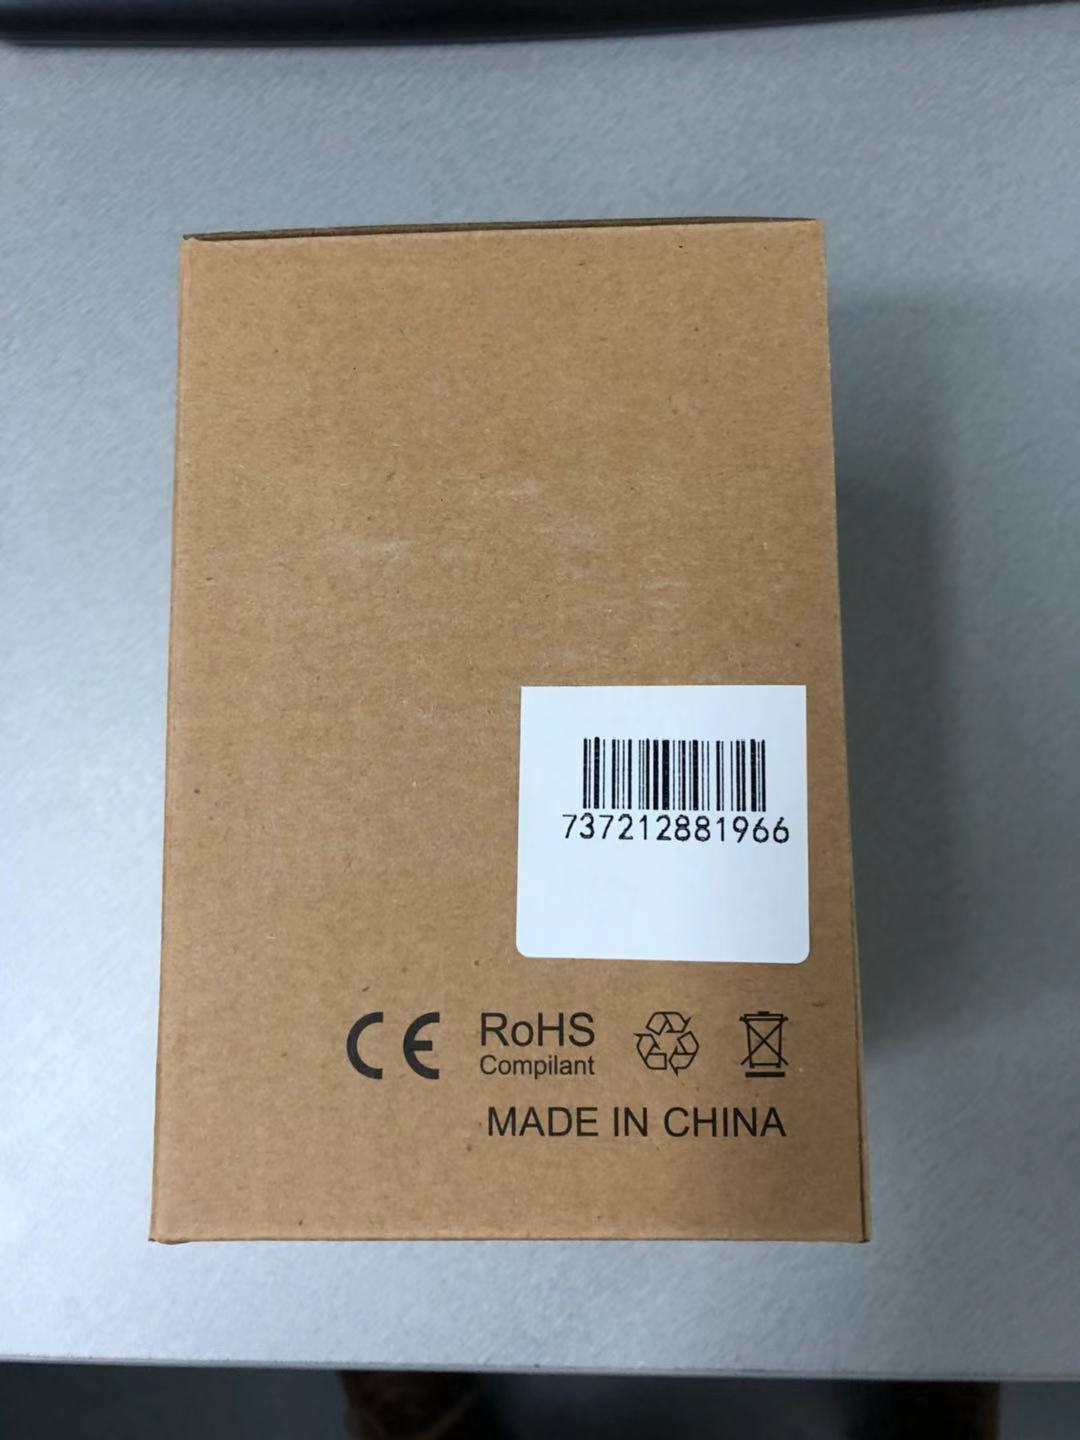 737212881966
CE RoHS
Compilant
MADE IN CHINA